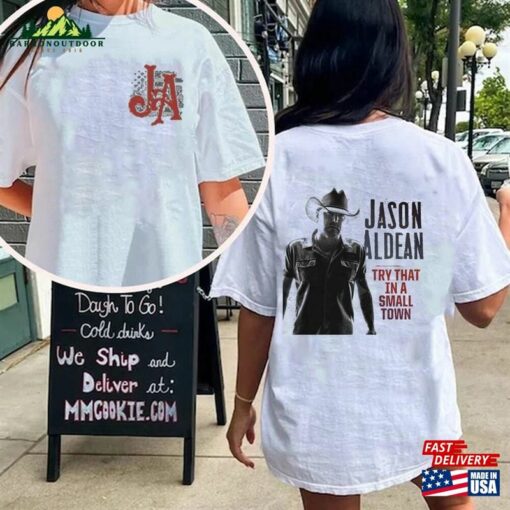 JA
JASON
ALDEAN
TRY THAT
IN A
SMALL
TOWN
Dough To Go!
Cold drinks
We Ship and
Deliver at:
MMCOOKIE.COM
FAST
DELIVERY
MADE IN
USA